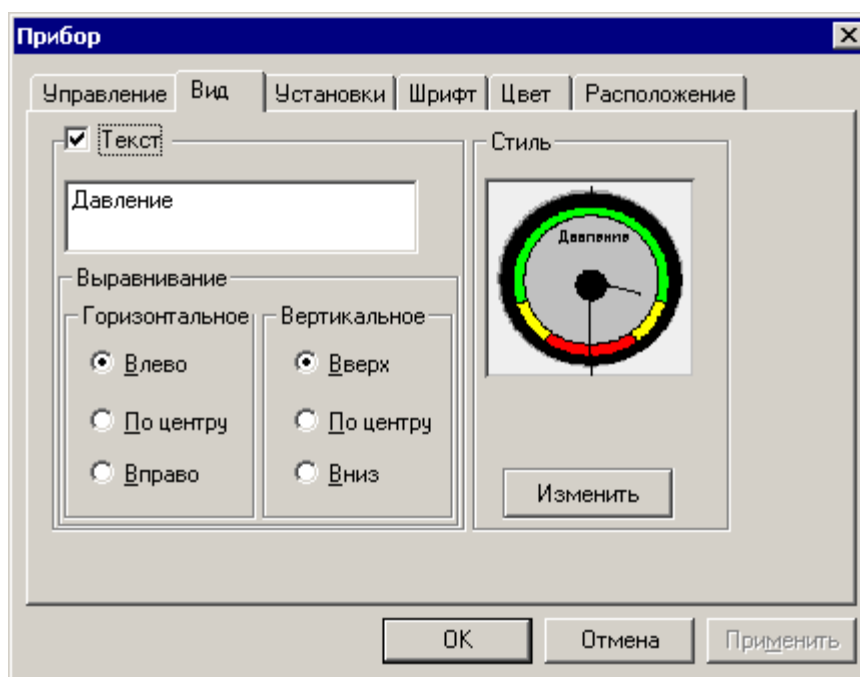 Прибор
Управление Вид Установки Шрифт Цвет Расположение
Текст
Стиль
Давление
Давление
Выравнивание
Горизонтальное Вертикальное
Влево Вверх
По центру По центру
Вправо Вниз
Изменить
OK Отмена Применить